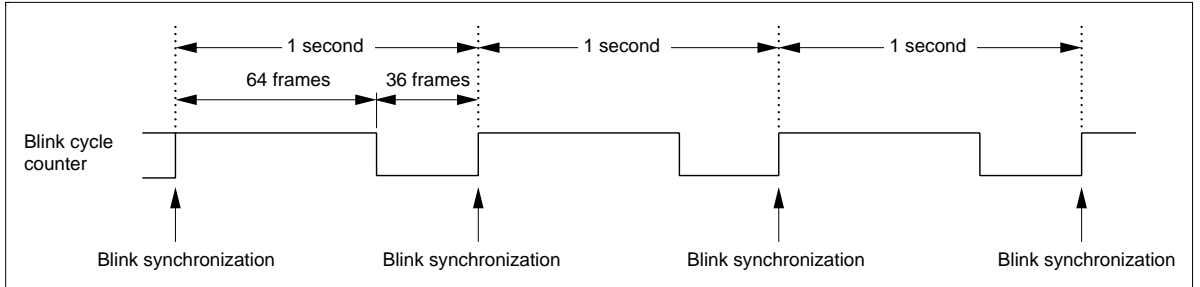 1 second 1 second 1 second
64 frames 36 frames
Blink cycle
counter
Blink synchronization Blink synchronization Blink synchronization Blink synchronization